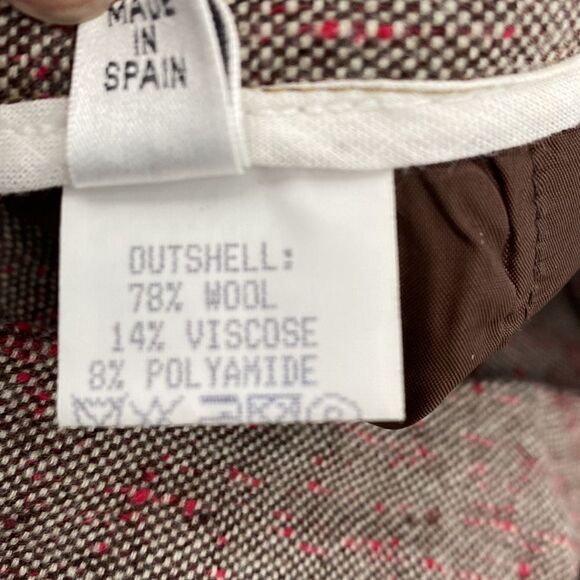 MADE
IN
SPAIN
OUTSHELL:
78% WOOL
14% VISCOSE
8% POLYAMIDE